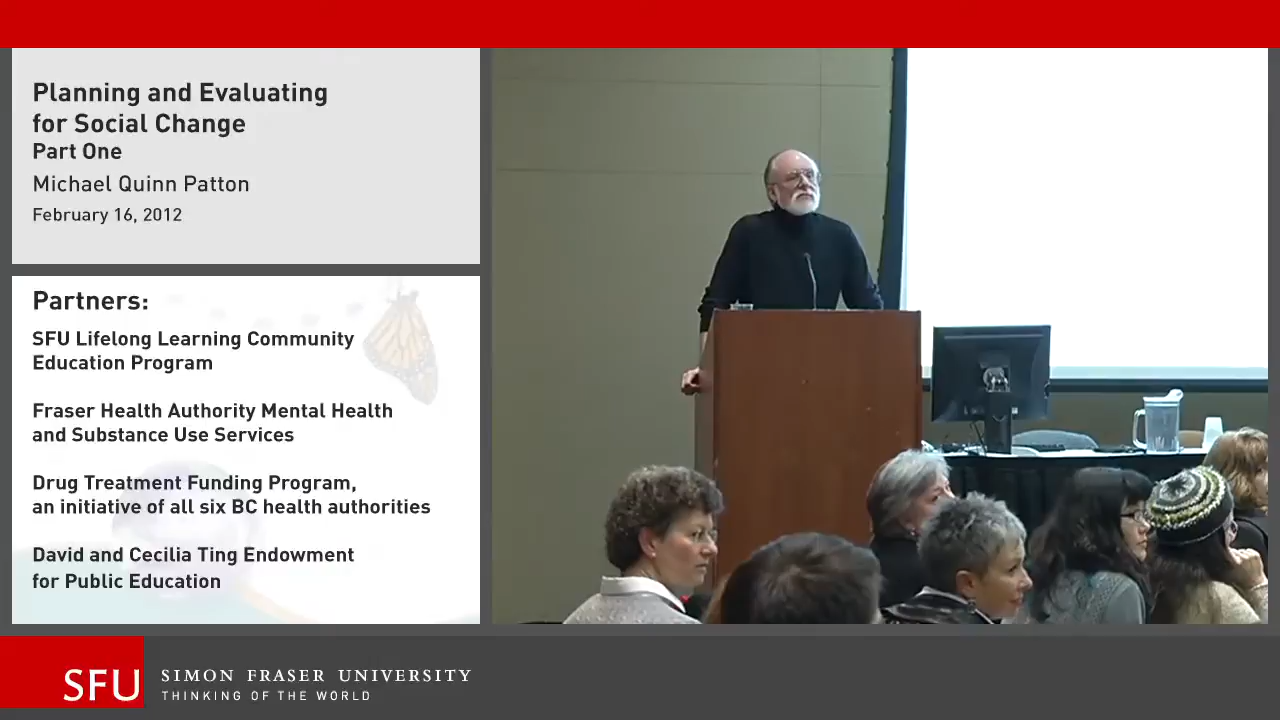 Planning and Evaluating
for Social Change
Part One
Michael Quinn Patton
February 16, 2012
Partners:
SFU Lifelong Learning Community
Education Program
Fraser Health Authority Mental Health
and Substance Use Services
Drug Treatment Funding Program,
an initiative of all six BC health authorities
David and Cecilia Ting Endowment
for Public Education
SFU
SIMON FRASER UNIVERSITY
THINKING OF THE WORLD